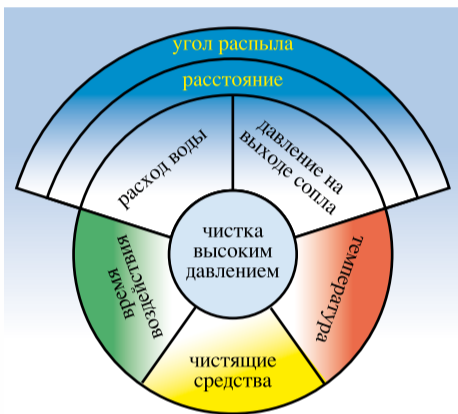 угол распыла
расстояние
расход воды
давление на
выходе сопла
чистка
высоким
давлением
время
воздействия
температура
чистящие
средства